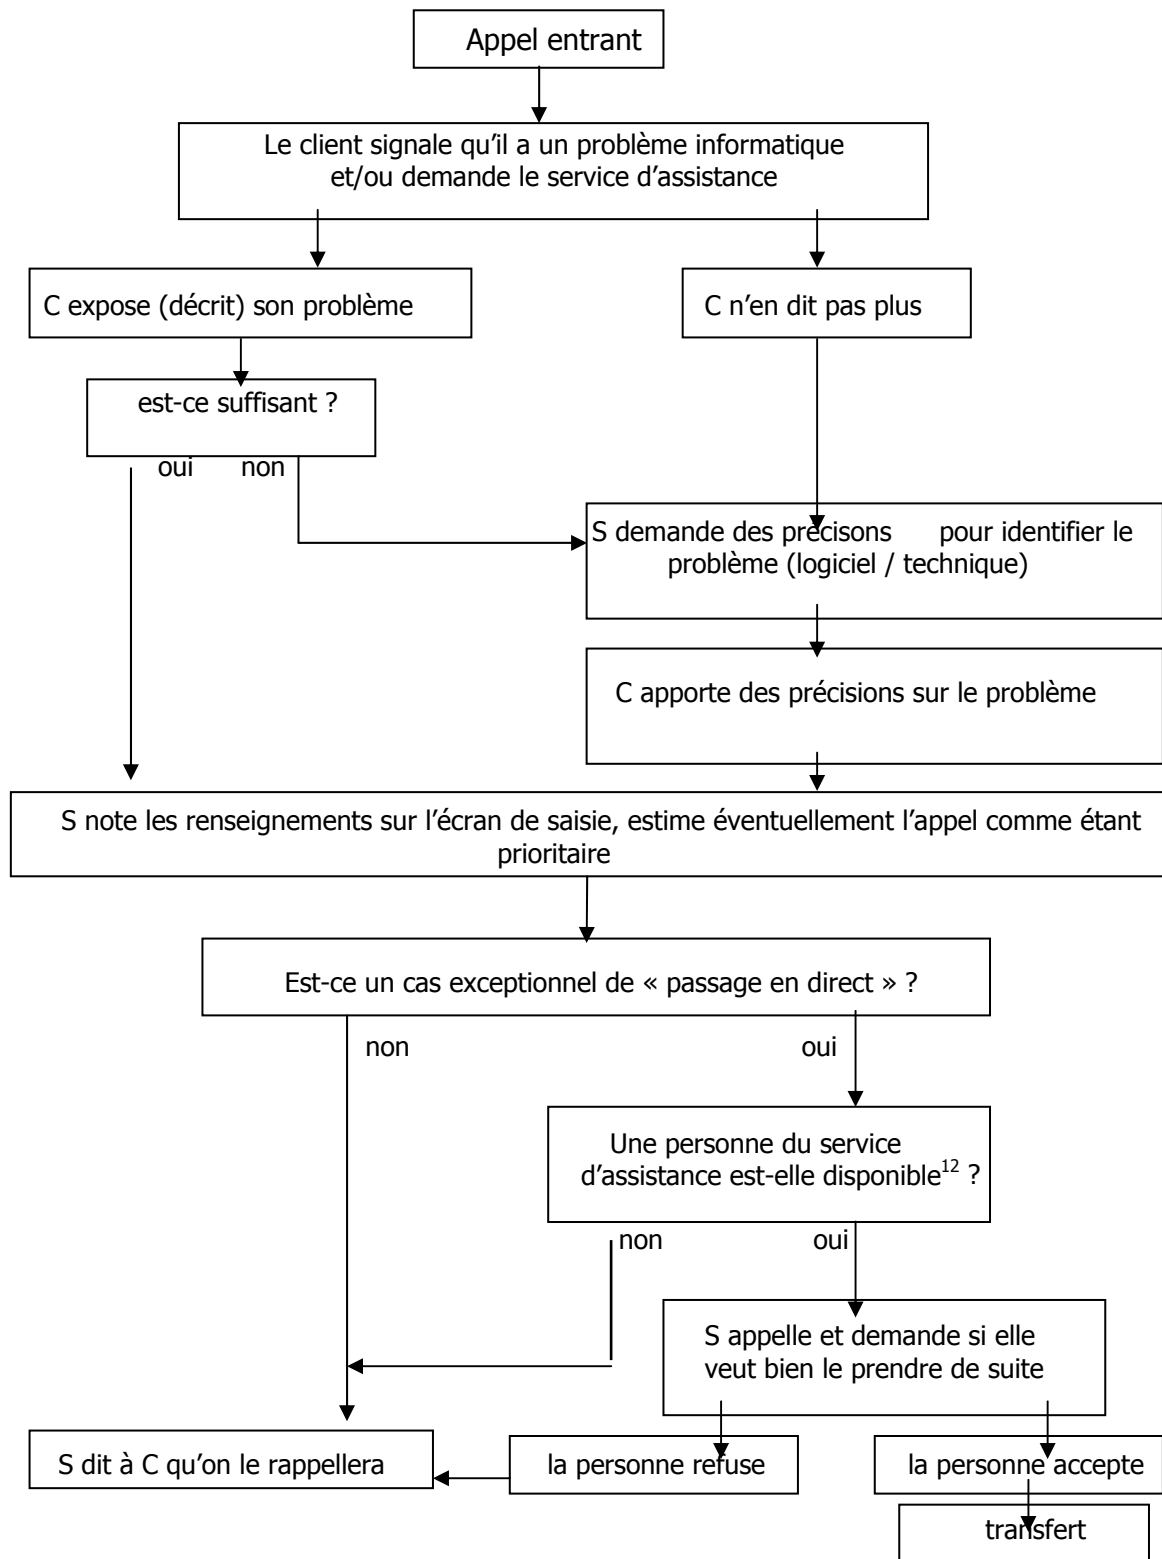 Appel entrant
Le client signale qu'il a un problème informatique
et/ou demande le service d'assistance
C expose (décrit) son problème
C n'en dit pas plus
est-ce suffisant ?
oui non
S demande des précisons pour identifier le
problème (logiciel / technique)
C apporte des précisions sur le problème
S note les renseignements sur l'écran de saisie, estime éventuellement l'appel comme étant
prioritaire
Est-ce un cas exceptionnel de « passage en direct » ?
non oui
Une personne du service
d'assistance est-elle disponible12 ?
non oui
S appelle et demande si elle
veut bien le prendre de suite
S dit à C qu'on le rappellera
la personne refuse
la personne accepte
transfert